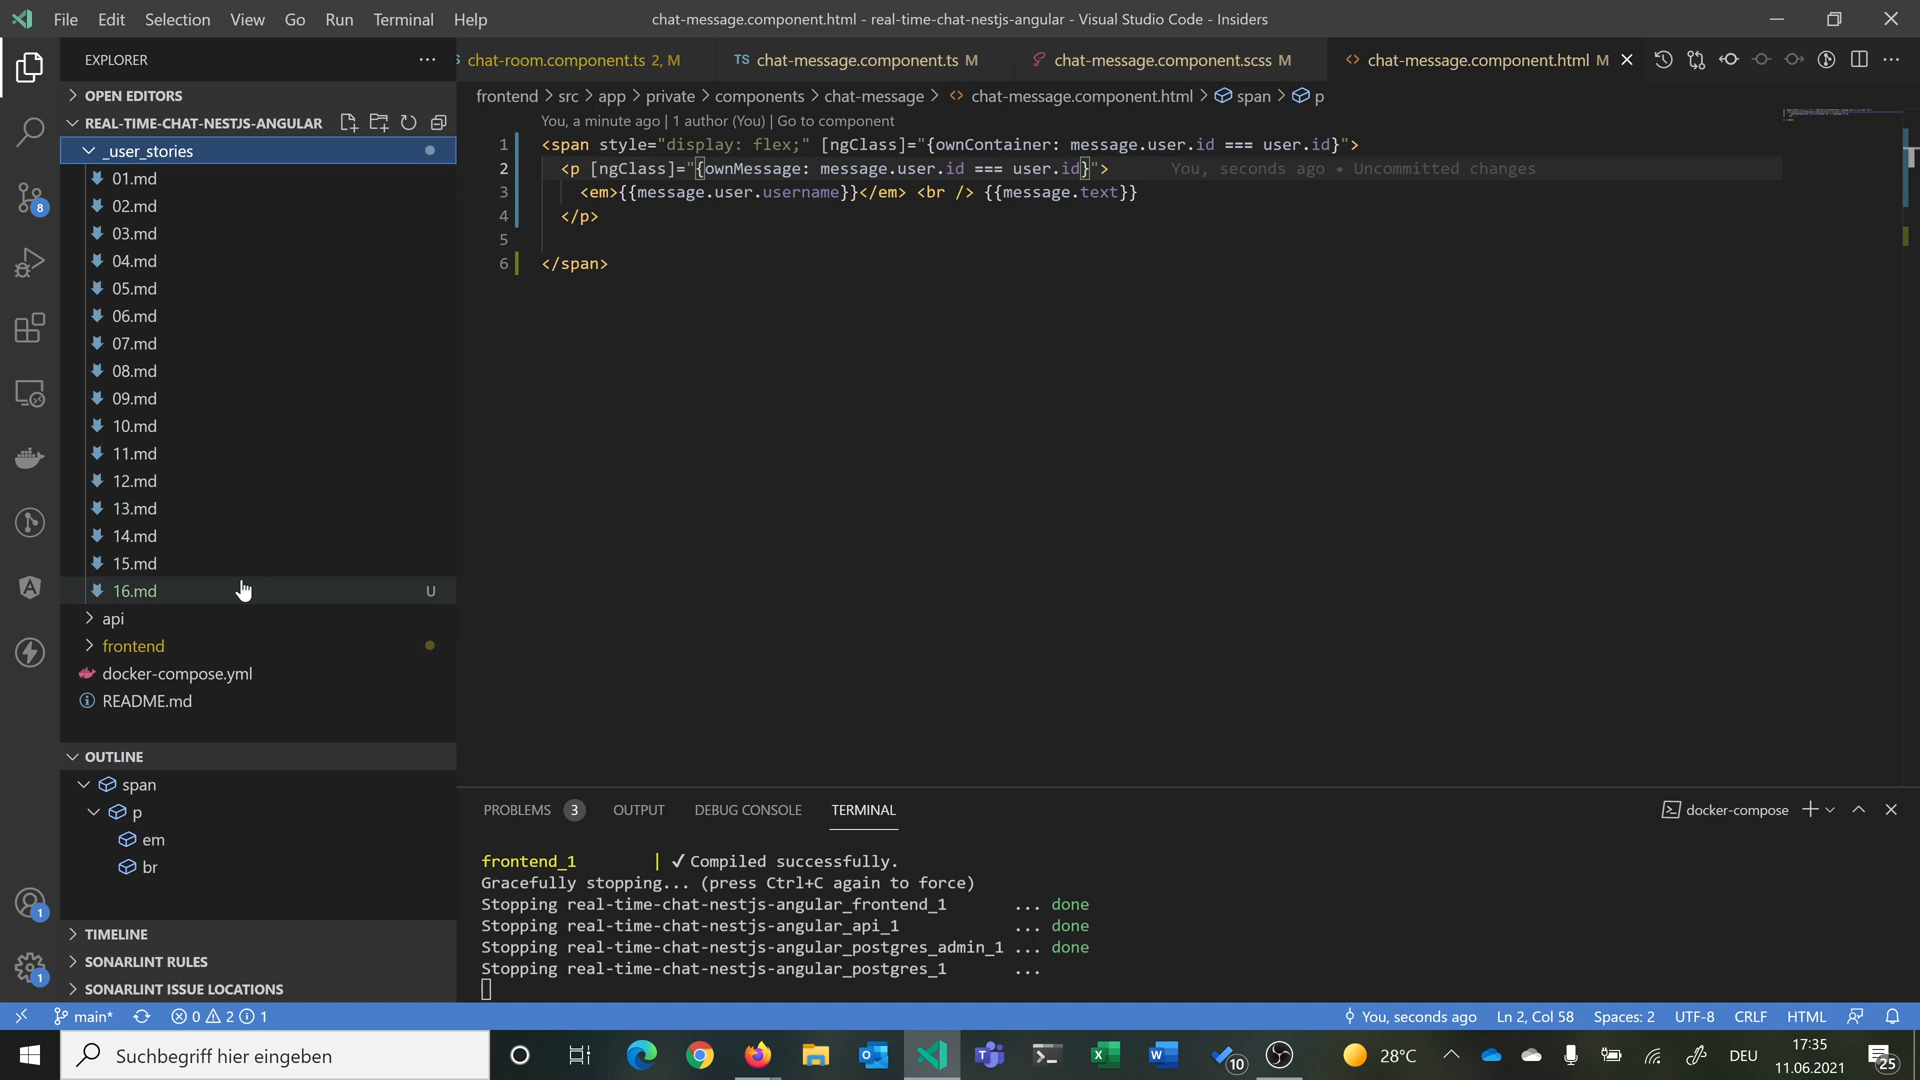 File Edit Selection View Go Run Terminal Help
chat-message.component.html - real-time-chat-nestjs-angular - Visual Studio Code - Insiders
EXPLORER
chat-room.component.ts 2, M
TS chat-message.component.ts M
chat-message.component.scss M
<> chat-message.component.html M
OPEN EDITORS
REAL-TIME-CHAT-NESTJS-ANGULAR
_user_stories
01.md
02.md
03.md
04.md
05.md
06.md
07.md
08.md
09.md
10.md
11.md
12.md
13.md
14.md
15.md
16.md U
api
frontend
docker-compose.yml
README.md
OUTLINE
span
p
em
br
TIMELINE
SONARLINT RULES
SONARLINT ISSUE LOCATIONS
8
1
1
frontend > src > app > private > components > chat-message > <> chat-message.component.html > span > p
You, a minute ago | 1 author (You) | Go to component
1 <span style="display: flex;" [ngClass]="{ownContainer: message.user.id === user.id}">
2 <p [ngClass]="{ownMessage: message.user.id === user.id}"> You, seconds ago • Uncommitted changes
3 <em>{{message.user.username}}</em> <br /> {{message.text}}
4 </p>
5
6 </span>
PROBLEMS 3 OUTPUT DEBUG CONSOLE TERMINAL
docker-compose
frontend_1 | ✓ Compiled successfully.
Gracefully stopping... (press Ctrl+C again to force)
Stopping real-time-chat-nestjs-angular_frontend_1 ... done
Stopping real-time-chat-nestjs-angular_api_1 ... done
Stopping real-time-chat-nestjs-angular_postgres_admin_1 ... done
Stopping real-time-chat-nestjs-angular_postgres_1 ...
main* 0 2 1
You, seconds ago Ln 2, Col 58 Spaces: 2 UTF-8 CRLF HTML
Suchbegriff hier eingeben
10
28°C
DEU
17:35
11.06.2021
25